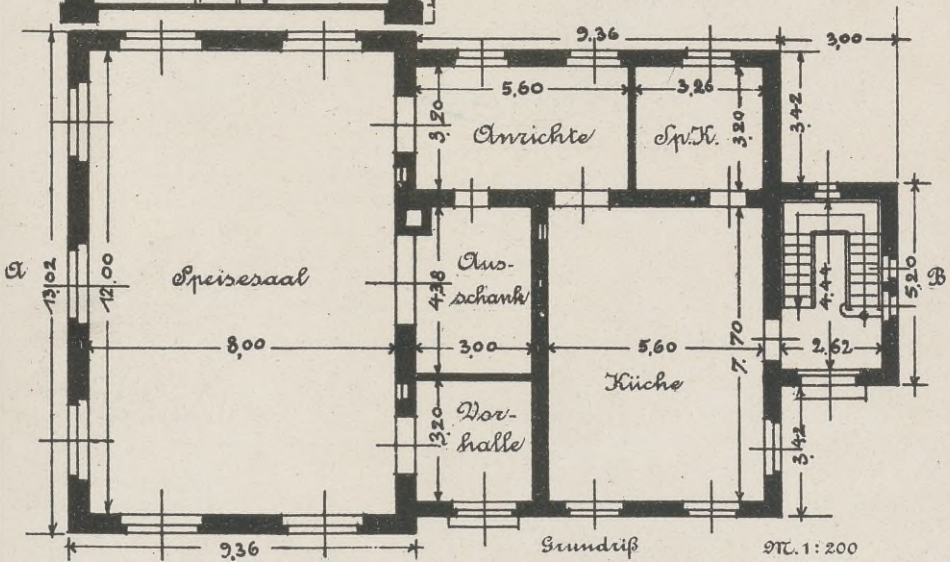 9.36
3,00
5,60
3,26
3,20
Anrichte
Sp.K.
3,20
3,42
A
13,02
12,00
Speisesaal
8,00
Aus-
schank
4,38
3,00
Vor-
halle
3,20
5,60
Küche
7,70
4,44
2,62
5,20
B
3,42
9,36
Grundriß
M. 1:200